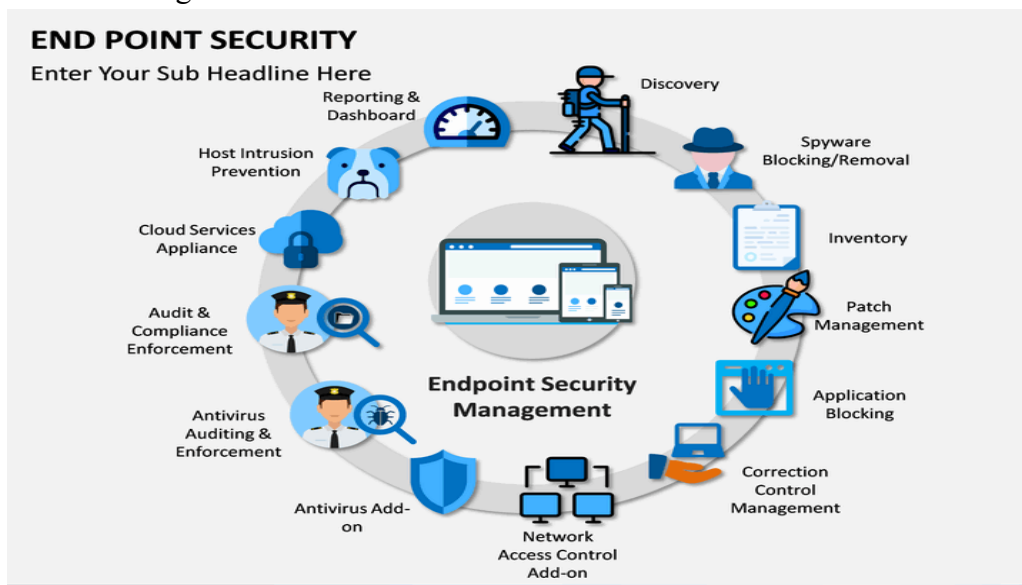 END POINT SECURITY
Enter Your Sub Headline Here
Discovery
Spyware
Blocking/Removal
Inventory
Patch
Management
Application
Blocking
Correction
Control
Management
Network
Access Control
Add-on
Antivirus Add-
on
Antivirus
Auditing &
Enforcement
Audit &
Compliance
Enforcement
Cloud Services
Appliance
Host Intrusion
Prevention
Reporting &
Dashboard
Endpoint Security
Management